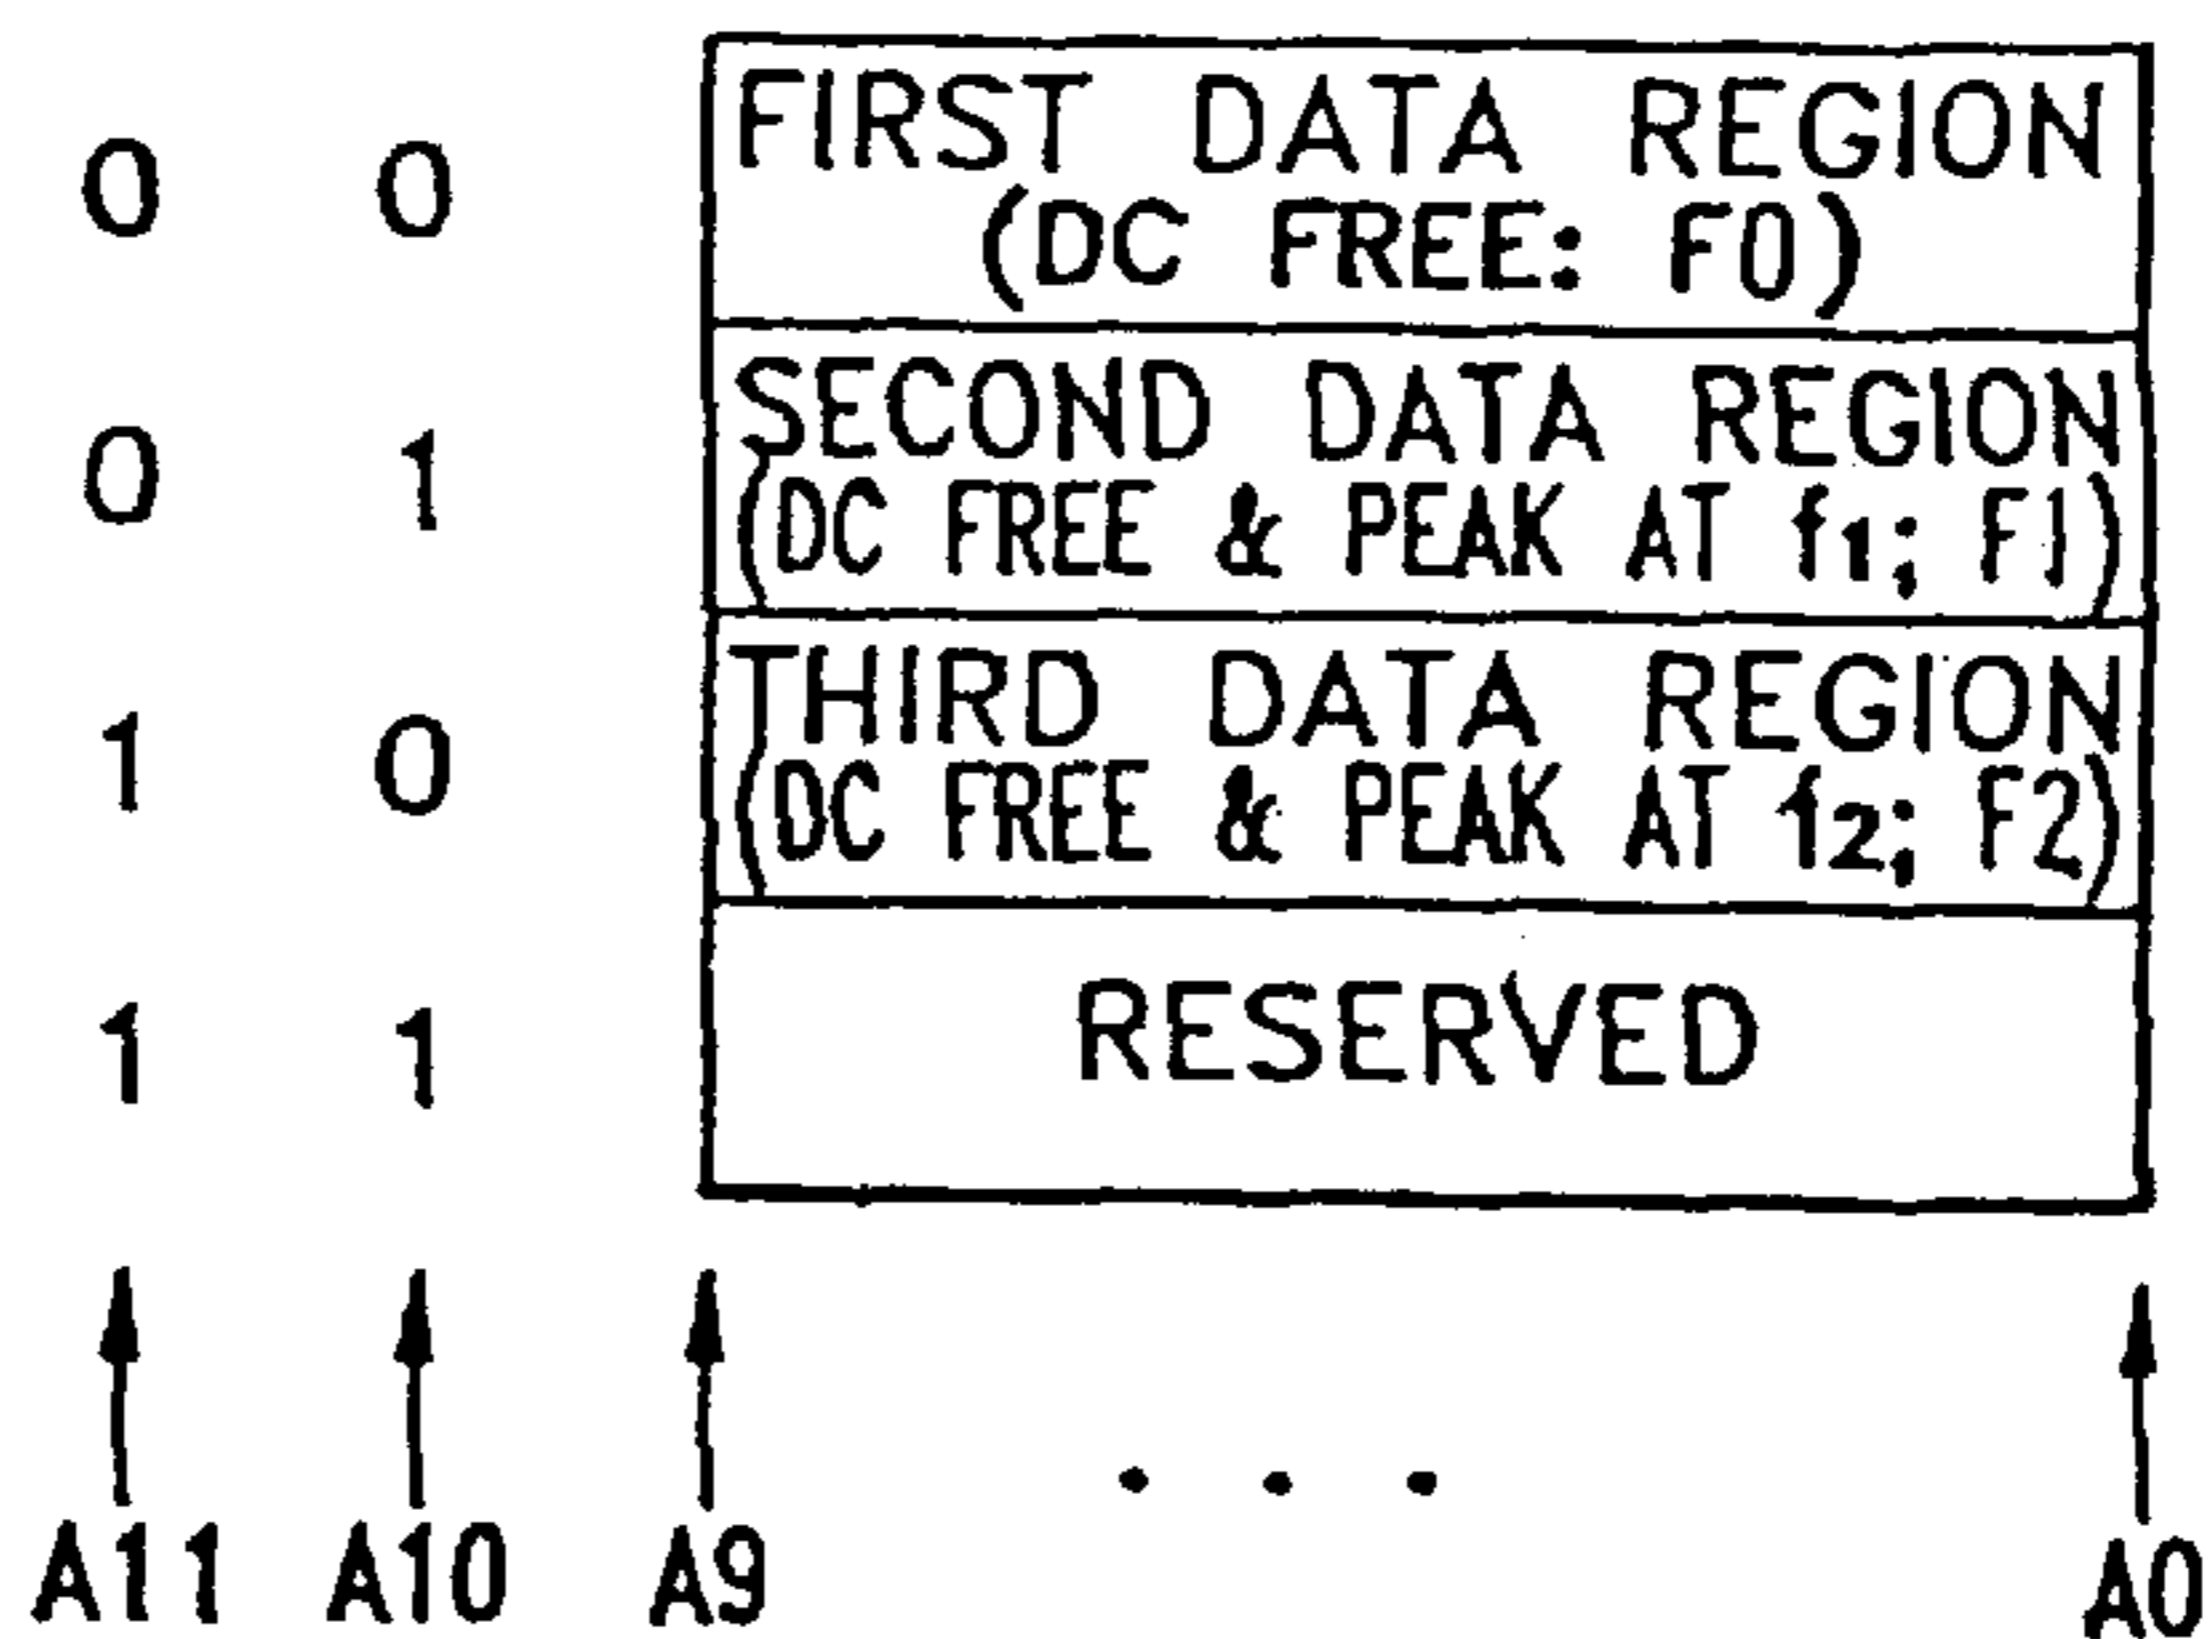 0 0 FIRST DATA REGION
(DC FREE: F0)
0 1 SECOND DATA REGION
(DC FREE & PEAK AT f1; F1)
1 0 THIRD DATA REGION
(DC FREE & PEAK AT f2; F2)
1 1 RESERVED
A11 A10 A9 . . . A0